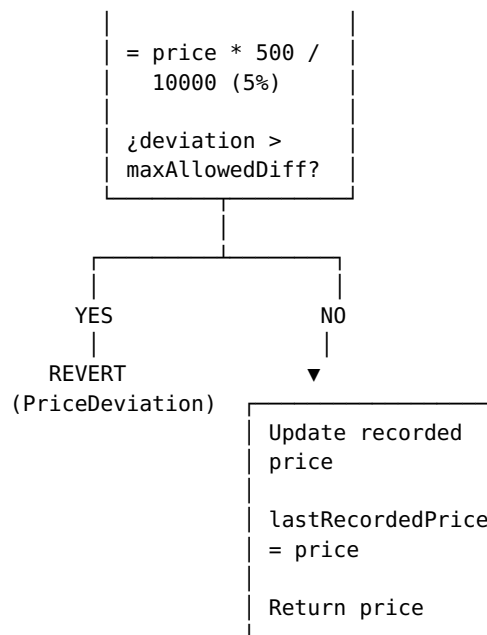 = price * 500 /
10000 (5%)
¿deviation >
maxAllowedDiff?
YES NO
REVERT
(PriceDeviation)
Update recorded
price
lastRecordedPrice
= price
Return price